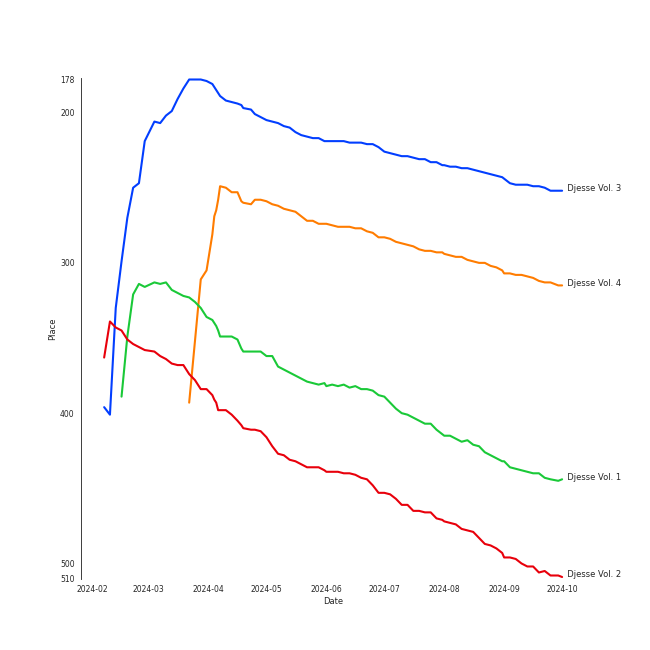 178
200
300
400
500
510
Place
Djesse Vol. 3
Djesse Vol. 4
Djesse Vol. 1
Djesse Vol. 2
2024-02 2024-03 2024-04 2024-05 2024-06 2024-07 2024-08 2024-09 2024-10
Date